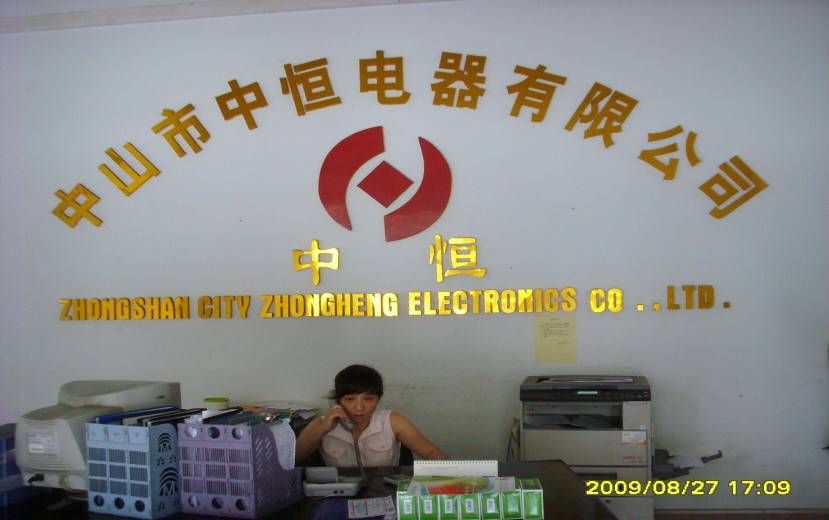 中山市中恒电器有限公司
中 恒
ZHONGSHAN CITY ZHONGHENG ELECTRONICS CO .,LTD .
2009/08/27 17:09